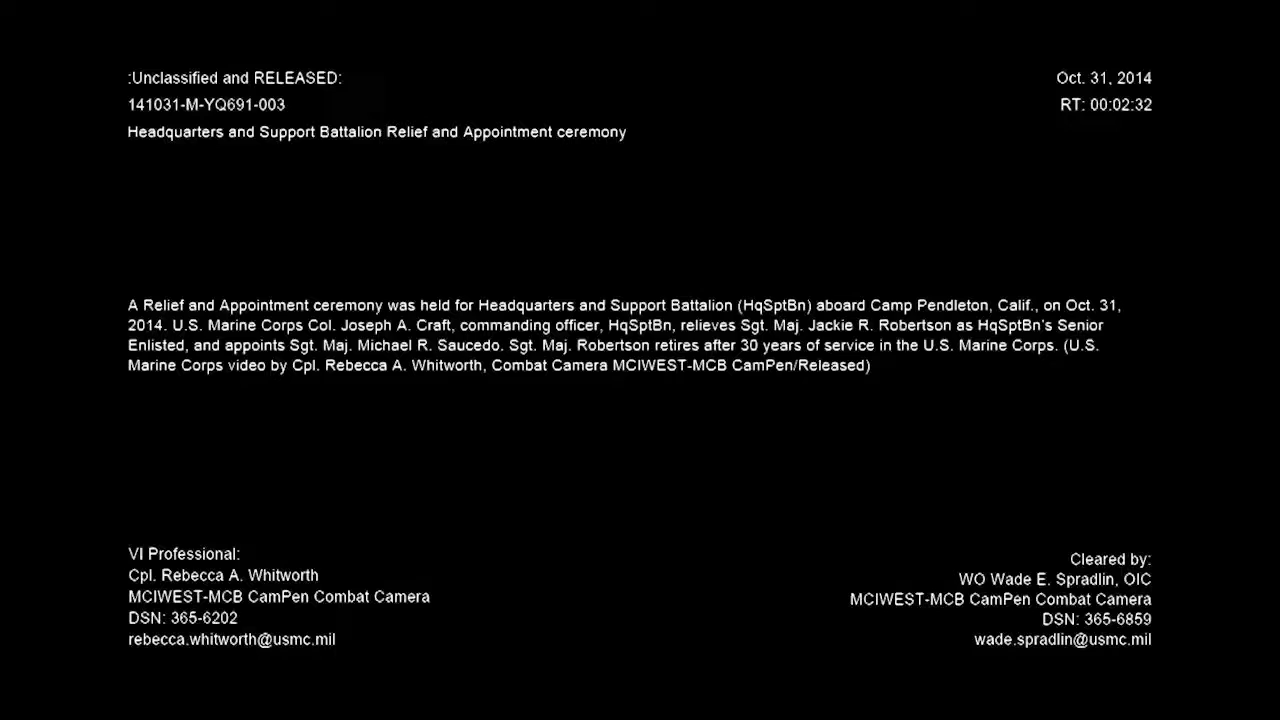 :Unclassified and RELEASED:
Oct. 31, 2014
141031-M-YQ691-003
RT: 00:02:32
Headquarters and Support Battalion Relief and Appointment ceremony
A Relief and Appointment ceremony was held for Headquarters and Support Battalion (HqSptBn) aboard Camp Pendleton, Calif., on Oct. 31,
2014. U.S. Marine Corps Col. Joseph A. Craft, commanding officer, HqSptBn, relieves Sgt. Maj. Jackie R. Robertson as HqSptBn's Senior
Enlisted, and appoints Sgt. Maj. Michael R. Saucedo. Sgt. Maj. Robertson retires after 30 years of service in the U.S. Marine Corps. (U.S.
Marine Corps video by Cpl. Rebecca A. Whitworth, Combat Camera MCIWEST-MCB CamPen/Released)
VI Professional:
Cpl. Rebecca A. Whitworth
MCIWEST-MCB CamPen Combat Camera
DSN: 365-6202
rebecca.whitworth@usmc.mil
Cleared by:
WO Wade E. Spradlin, OIC
MCIWEST-MCB CamPen Combat Camera
DSN: 365-6859
wade.spradlin@usmc.mil